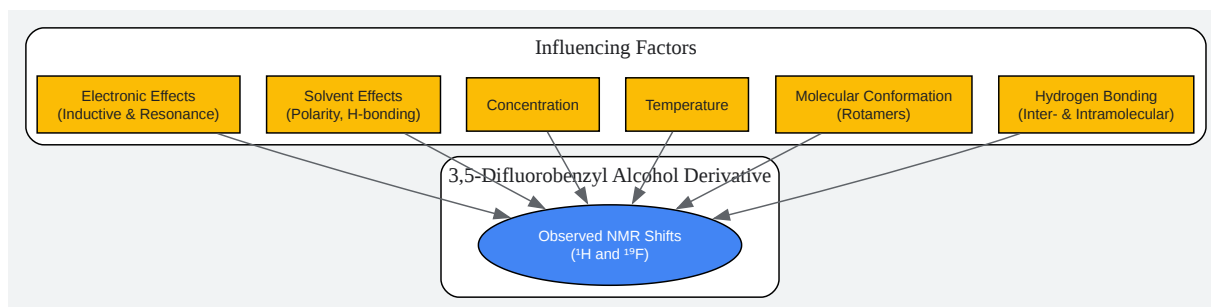 Influencing Factors
Electronic Effects
(Inductive & Resonance)
Solvent Effects
(Polarity, H-bonding)
Concentration
Temperature
Molecular Conformation
(Rotamers)
Hydrogen Bonding
(Inter- & Intramolecular)
3,5-Difluorobenzyl Alcohol Derivative
Observed NMR Shifts
(¹H and ¹⁹F)